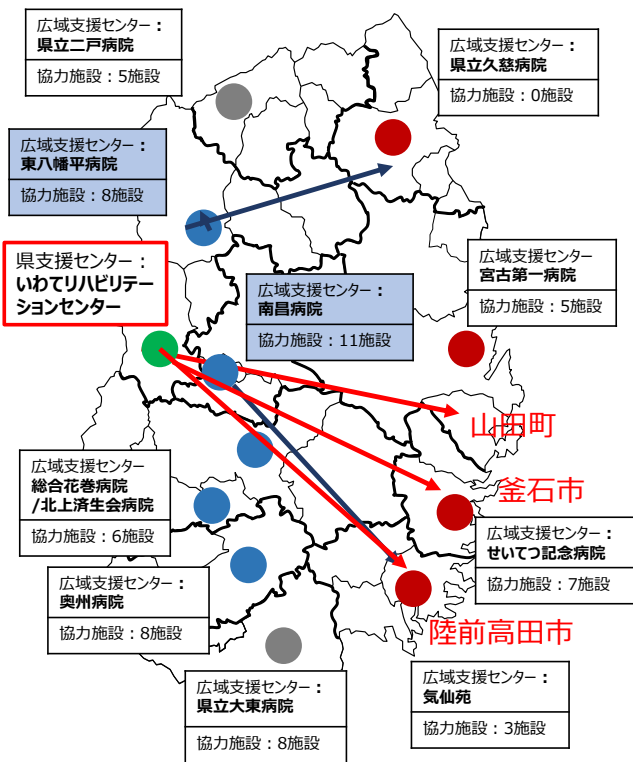 広域支援センター：
県立二戸病院
協力施設：5施設
広域支援センター：
県立久慈病院
協力施設：0施設
広域支援センター：
東八幡平病院
協力施設：8施設
県支援センター：
いわてリハビリテー
ションセンター
広域支援センター：
南昌病院
協力施設：11施設
広域支援センター
宮古第一病院
協力施設：5施設
山田町
釜石市
広域支援センター
総合花巻病院
/北上済生会病院
協力施設：6施設
広域支援センター：
せいてつ記念病院
協力施設：7施設
広域支援センター：
奥州病院
協力施設：8施設
陸前高田市
広域支援センター：
県立大東病院
協力施設：8施設
広域支援センター：
気仙苑
協力施設：3施設